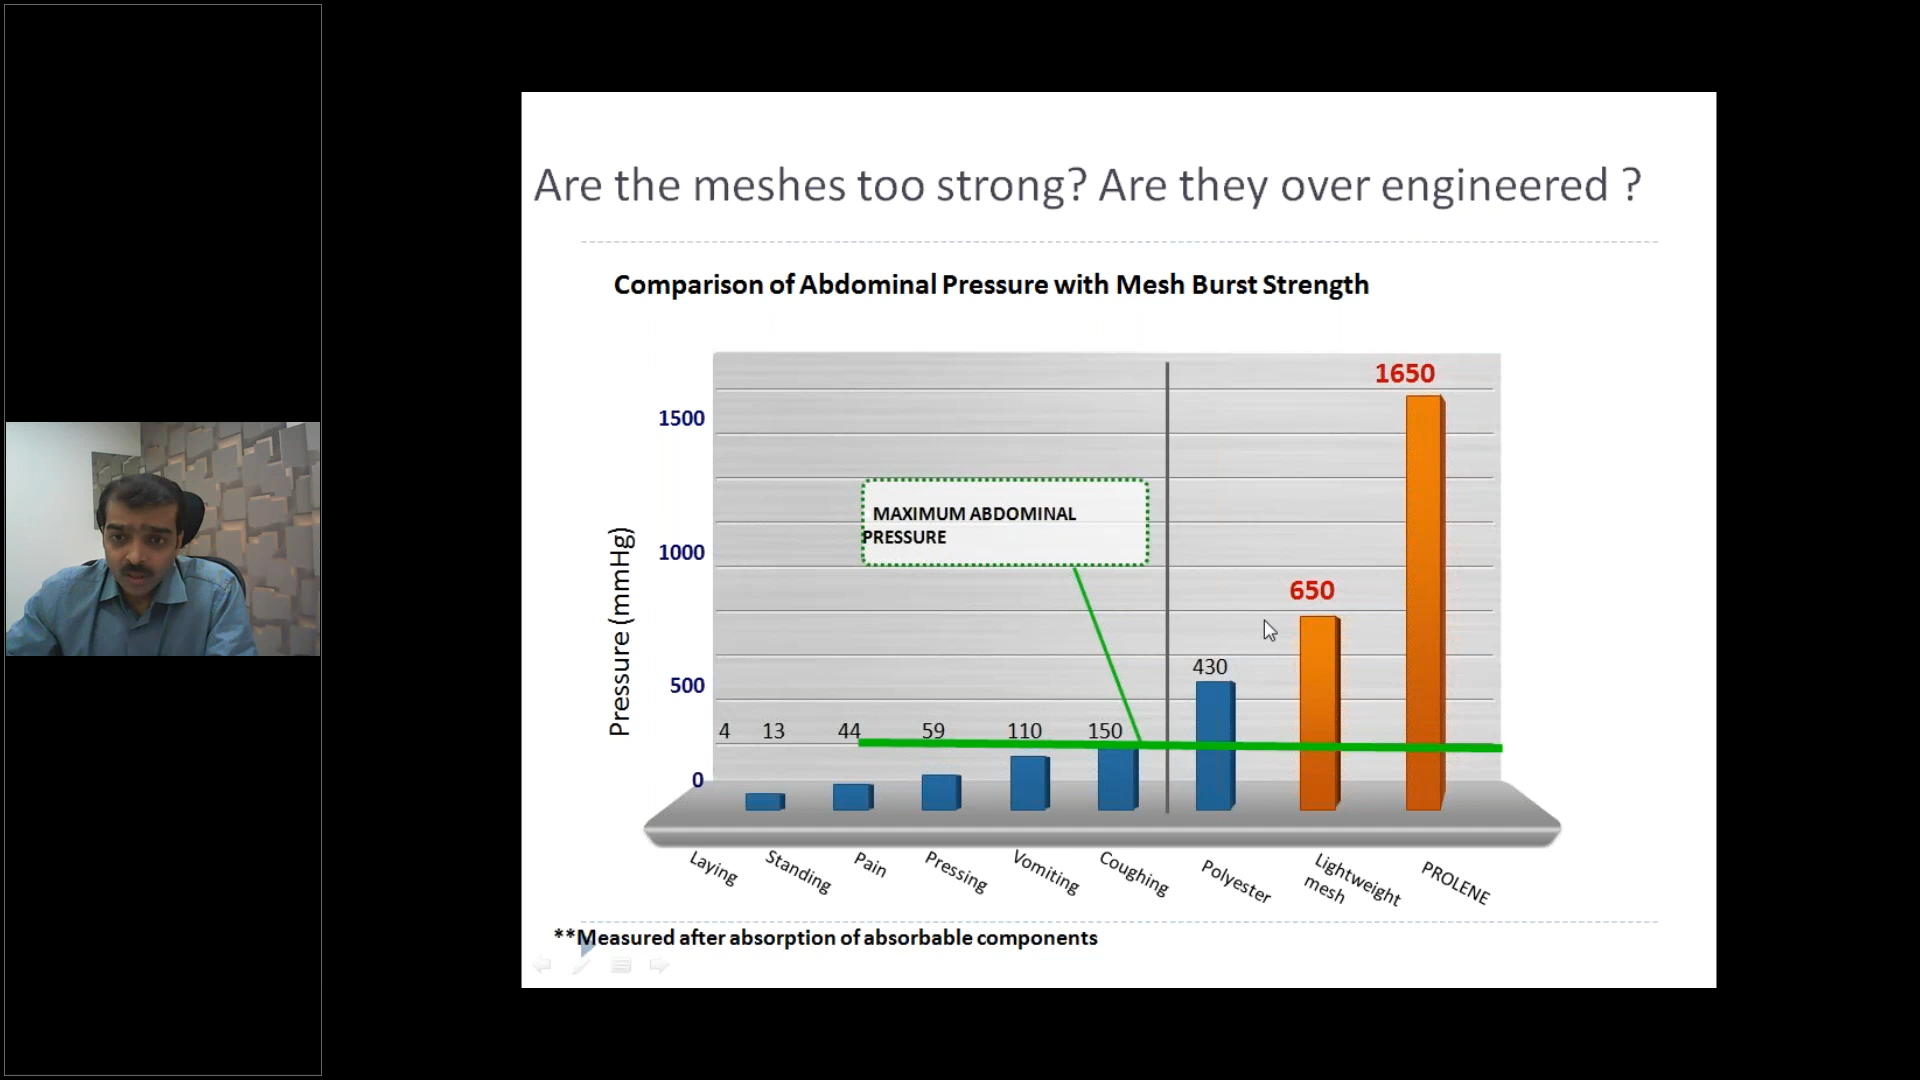 Are the meshes too strong? Are they over engineered ?
Comparison of Abdominal Pressure with Mesh Burst Strength
1650
1500
MAXIMUM ABDOMINAL
PRESSURE
1000
650
430
500
4 13 44 59 110 150
0
Pressure (mmHg)
Laying
Standing
Pain
Pressing
Vomiting
Coughing
Polyester
Lightweight
mesh
PROLENE
**Measured after absorption of absorbable components